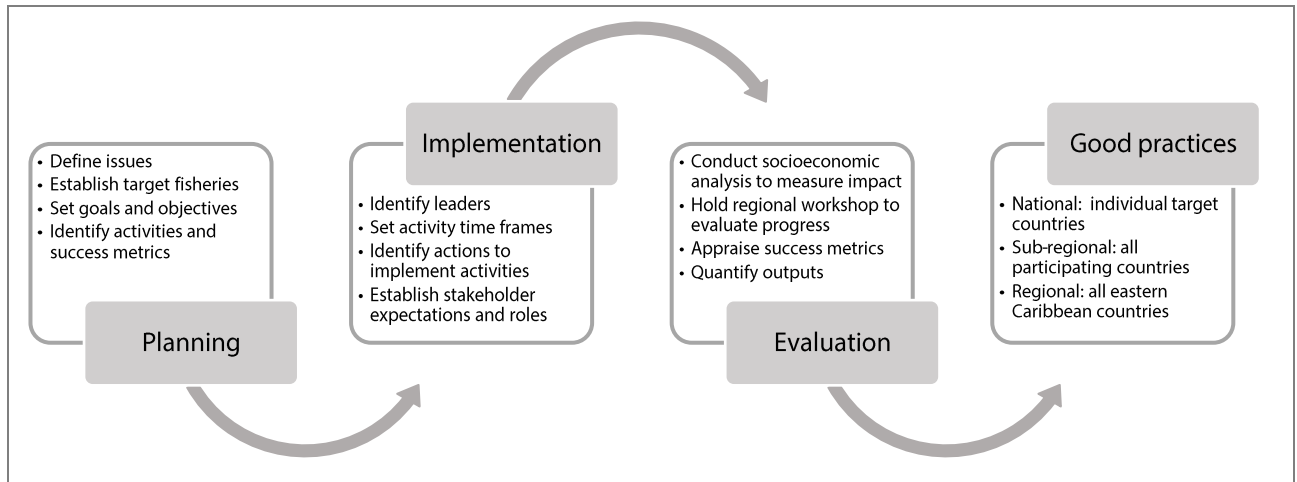 • Define issues
• Establish target fisheries
• Set goals and objectives
• Identify activities and
success metrics
Planning
Implementation
• Identify leaders
• Set activity time frames
• Identify actions to
implement activities
• Establish stakeholder
expectations and roles
• Conduct socioeconomic
analysis to measure impact
• Hold regional workshop to
evaluate progress
• Appraise success metrics
• Quantify outputs
Evaluation
Good practices
• National: individual target
countries
• Sub-regional: all
participating countries
• Regional: all eastern
Caribbean countries